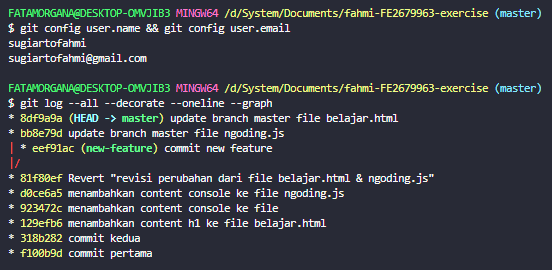 FATAMORGANA@DESKTOP-OMVJIB3 MINGW64 /d/System/Documents/fahmi-FE2679963-exercise (master)
$ git config user.name && git config user.email
sugiartofahmi
sugiartofahmi@gmail.com
FATAMORGANA@DESKTOP-OMVJIB3 MINGW64 /d/System/Documents/fahmi-FE2679963-exercise (master)
$ git log --all --decorate --oneline --graph
* 8df9a9a (HEAD -> master) update branch master file belajar.html
* bb8e79d update branch master file ngoding.js
| * eef91ac (new-feature) commit new feature
|/
* 81f80ef Revert "revisi perubahan dari file belajar.html & ngoding.js"
* d0ce6a5 menambahkan content console ke file ngoding.js
* 923472c menambahkan content console ke file
* 129efb6 menambahkan content h1 ke file belajar.html
* 318b282 commit kedua
* f100b9d commit pertama